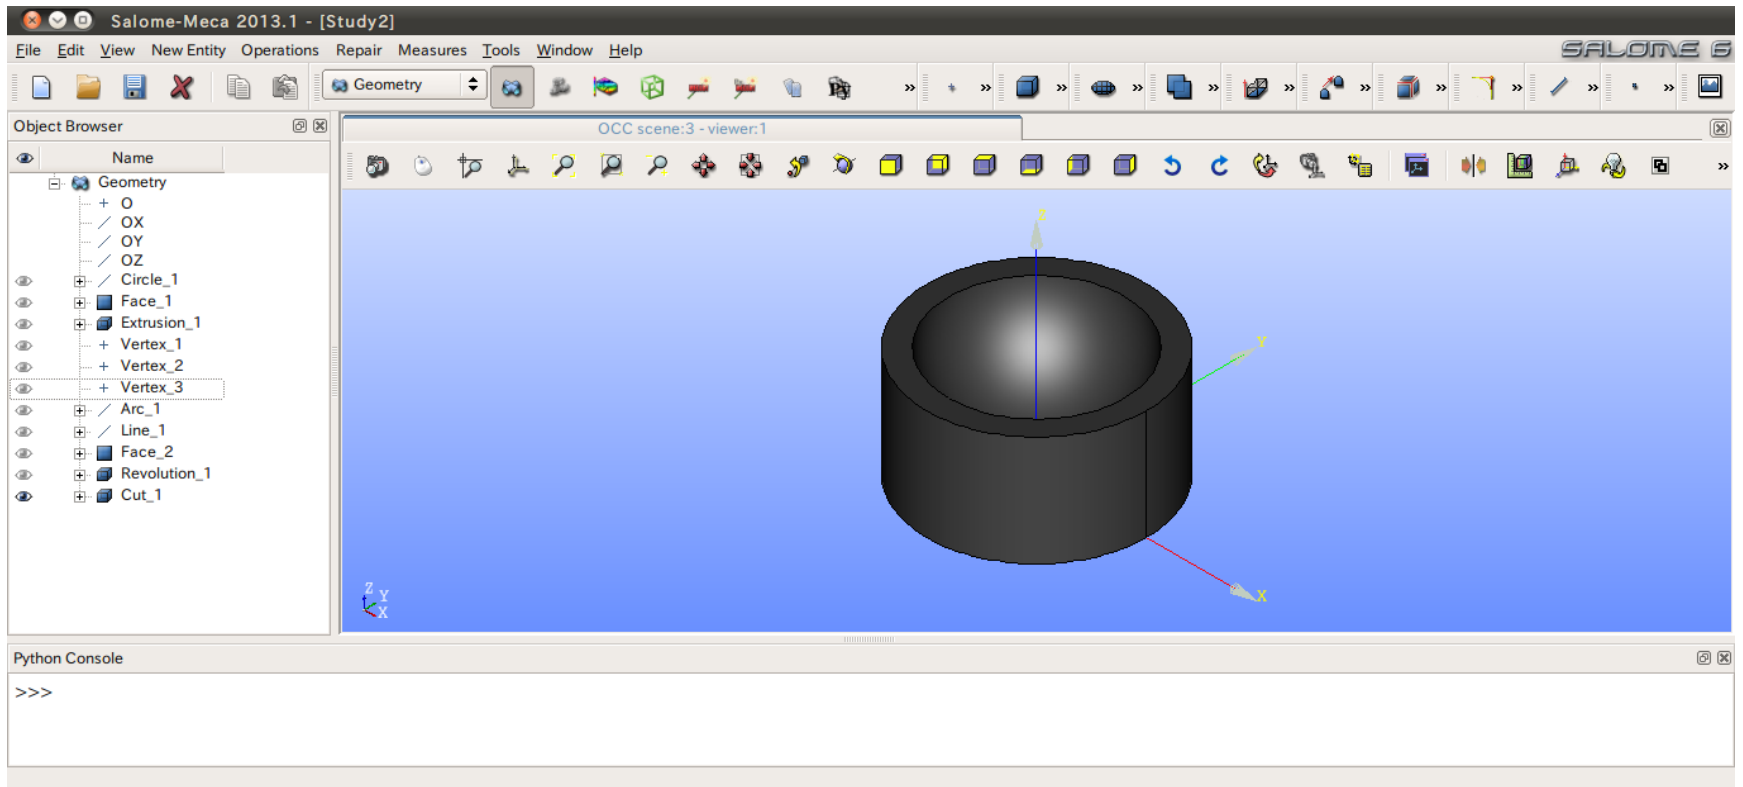 Salome-Meca 2013.1 - [Study2]
File Edit View New Entity Operations Repair Measures Tools Window Help
SALOME 6
Geometry
» » » » » » » » » » »
Object Browser
OCC scene:3 - viewer:1
Name
»
Geometry
O
OX
OY
OZ
Circle_1
Face_1
Extrusion_1
Vertex_1
Vertex_2
Vertex_3
Arc_1
Line_1
Face_2
Revolution_1
Cut_1
Z
Y
X
Z
Y
X
Python Console
>>>